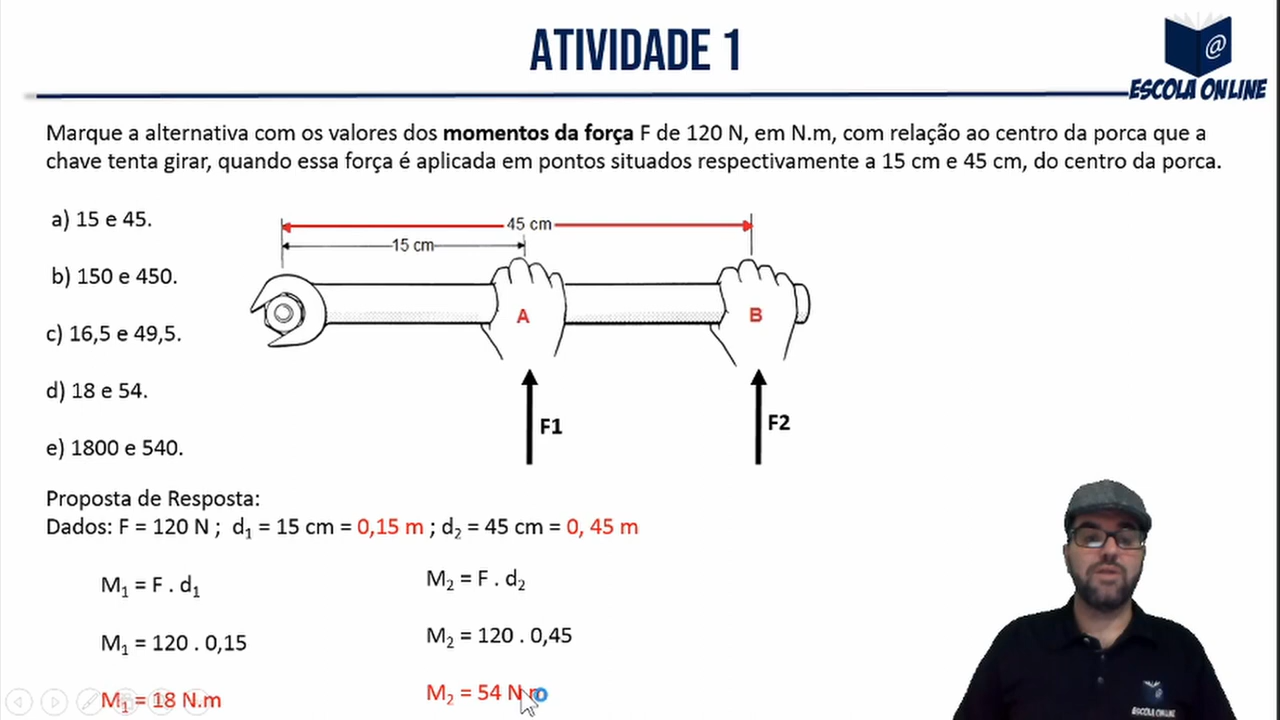 ATIVIDADE 1
@
ESCOLA ONLINE
Marque a alternativa com os valores dos momentos da força F de 120 N, em N.m, com relação ao centro da porca que a
chave tenta girar, quando essa força é aplicada em pontos situados respectivamente a 15 cm e 45 cm, do centro da porca.
a) 15 e 45.
b) 150 e 450.
c) 16,5 e 49,5.
d) 18 e 54.
e) 1800 e 540.
45 cm
15 cm
A
B
F1
F2
Proposta de Resposta:
Dados: F = 120 N ; d₁ = 15 cm = 0,15 m ; d₂ = 45 cm = 0, 45 m
M₁ = F . d₁
M₂ = F . d₂
M₁ = 120 . 0,15
M₂ = 120 . 0,45
M₁ = 18 N.m
M₂ = 54 N.m
ESCOLA ONLINE